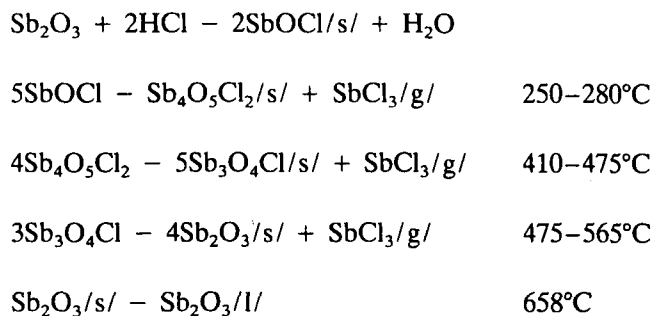 Sb₂O₃ + 2HCl – 2SbOCl/s/ + H₂O
5SbOCl – Sb₄O₅Cl₂/s/ + SbCl₃/g/ 250–280°C
4Sb₄O₅Cl₂ – 5Sb₃O₄Cl/s/ + SbCl₃/g/ 410–475°C
3Sb₃O₄Cl – 4Sb₂O₃/s/ + SbCl₃/g/ 475–565°C
Sb₂O₃/s/ – Sb₂O₃/l/ 658°C